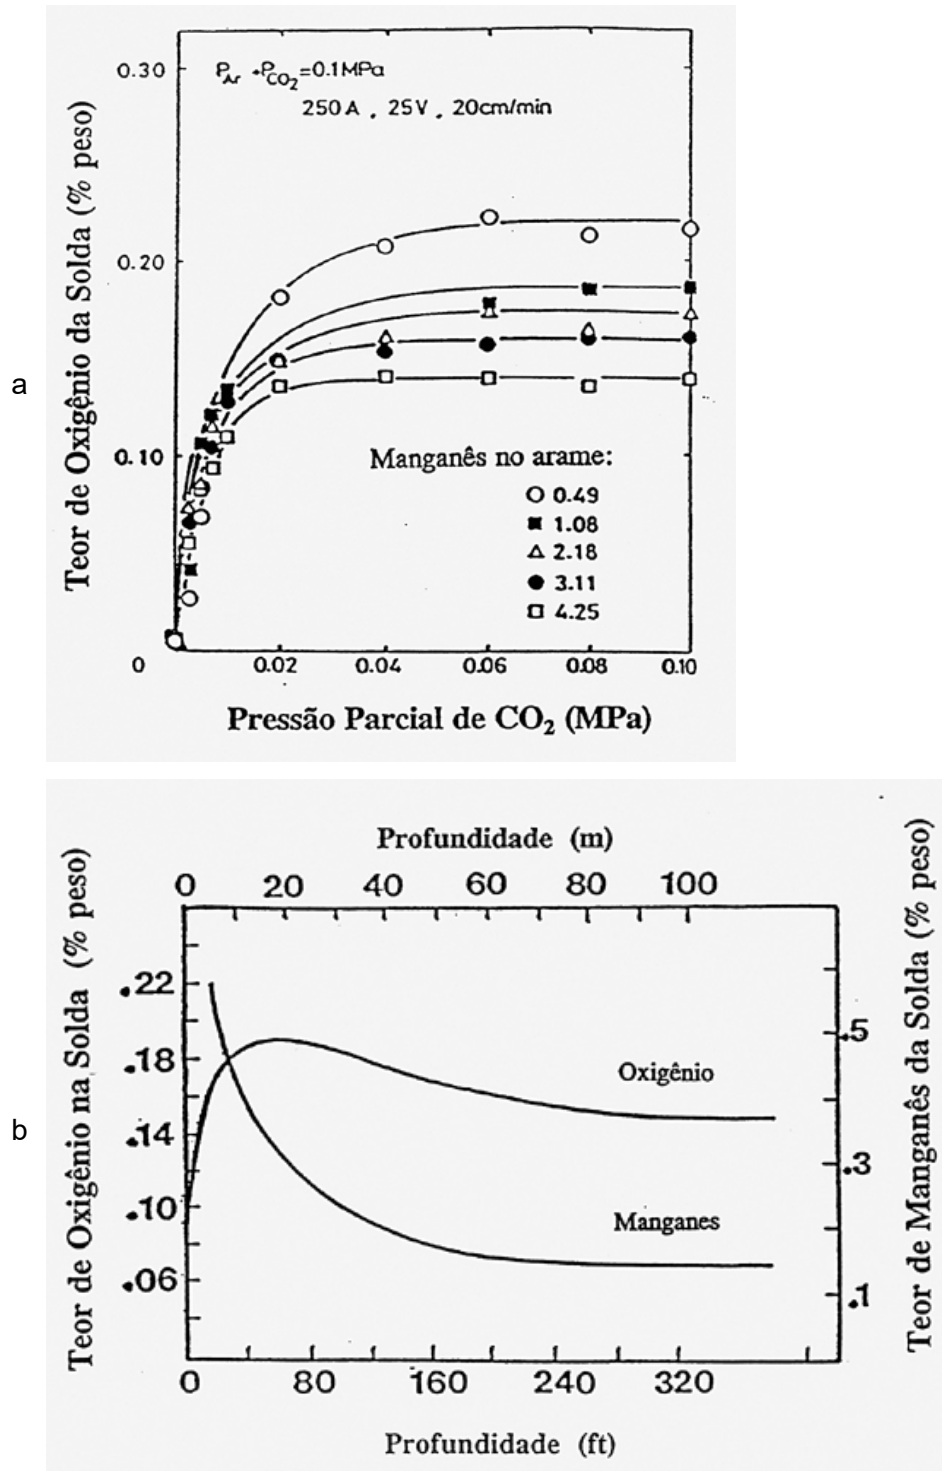 a
Teor de Oxigênio da Solda (% peso)
0.30
0.20
0.10
0
P_Ar + P_CO₂ = 0.1 MPa
250 A , 25 V , 20 cm/min
Manganês no arame:
0.49
1.08
2.18
3.11
4.25
0.02 0.04 0.06 0.08 0.10
Pressão Parcial de CO₂ (MPa)
b
Profundidade (m)
0 20 40 60 80 100
Teor de Oxigênio na Solda (% peso)
.22
.18
.14
.10
.06
Oxigênio
Manganes
.5
.3
.1
Teor de Manganês da Solda (% peso)
0 80 160 240 320
Profundidade (ft)